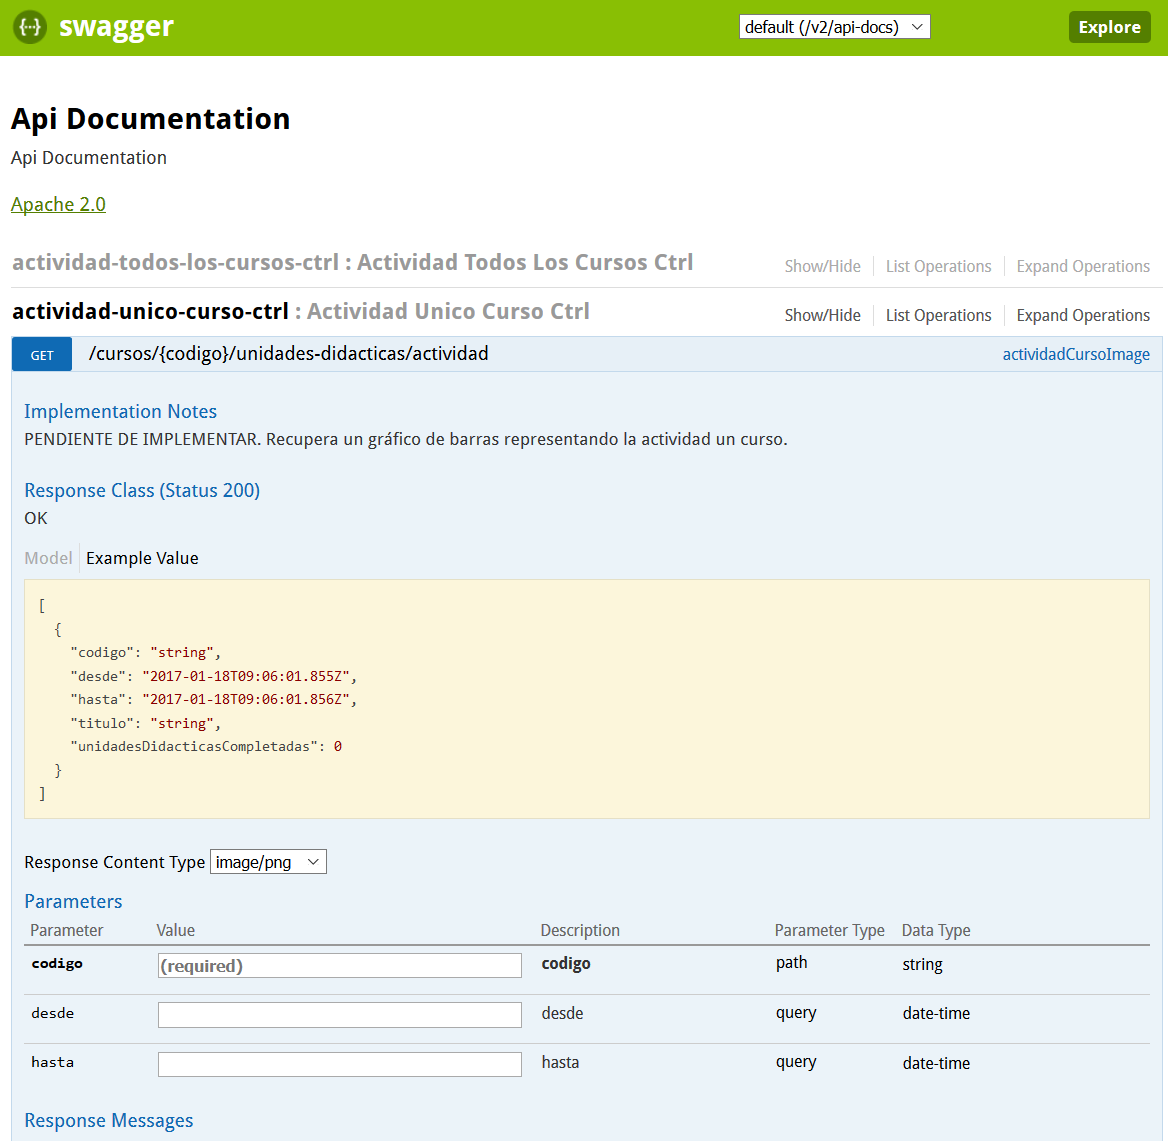 {···} swagger default (/v2/api-docs) Explore
Api Documentation
Api Documentation
Apache 2.0
actividad-todos-los-cursos-ctrl : Actividad Todos Los Cursos Ctrl Show/Hide List Operations Expand Operations
actividad-unico-curso-ctrl : Actividad Unico Curso Ctrl Show/Hide List Operations Expand Operations
GET /cursos/{codigo}/unidades-didacticas/actividad actividadCursoImage
Implementation Notes
PENDIENTE DE IMPLEMENTAR. Recupera un gráfico de barras representando la actividad un curso.
Response Class (Status 200)
OK
Model Example Value
[
{
"codigo": "string",
"desde": "2017-01-18T09:06:01.855Z",
"hasta": "2017-01-18T09:06:01.856Z",
"titulo": "string",
"unidadesDidacticasCompletadas": 0
}
]
Response Content Type image/png
Parameters
Parameter Value Description Parameter Type Data Type
codigo (required) codigo path string
desde desde query date-time
hasta hasta query date-time
Response Messages